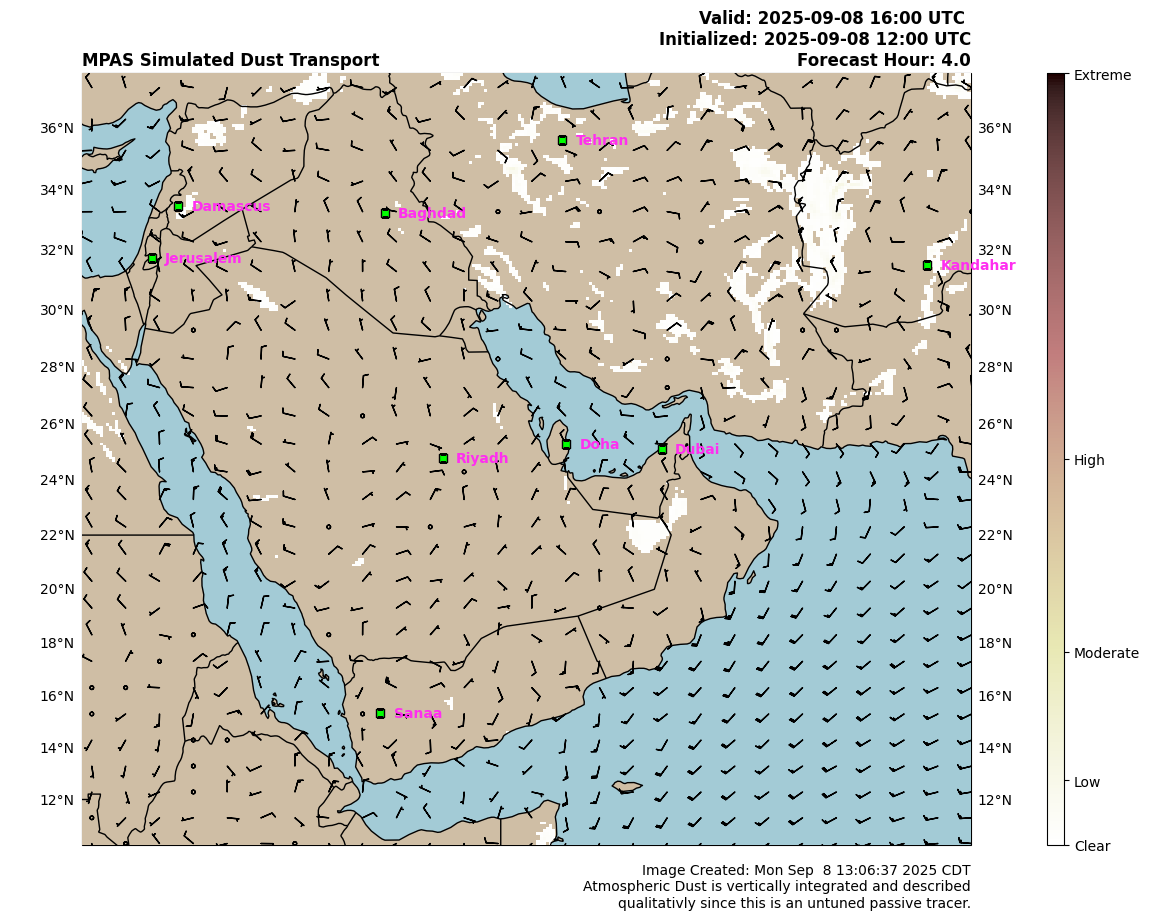 Valid: 2025-09-08 16:00 UTC
Initialized: 2025-09-08 12:00 UTC
MPAS Simulated Dust Transport
Forecast Hour: 4.0
Extreme
High
Moderate
Low
Clear
36°N
34°N
32°N
30°N
28°N
26°N
24°N
22°N
20°N
18°N
16°N
14°N
12°N
36°N
34°N
32°N
30°N
28°N
26°N
24°N
22°N
20°N
18°N
16°N
14°N
12°N
Tehran
Damascus
Baghdad
Jerusalem
Kandahar
Doha
Dubai
Riyadh
Sanaa
Image Created: Mon Sep  8 13:06:37 2025 CDT
Atmospheric Dust is vertically integrated and described
qualitativly since this is an untuned passive tracer.